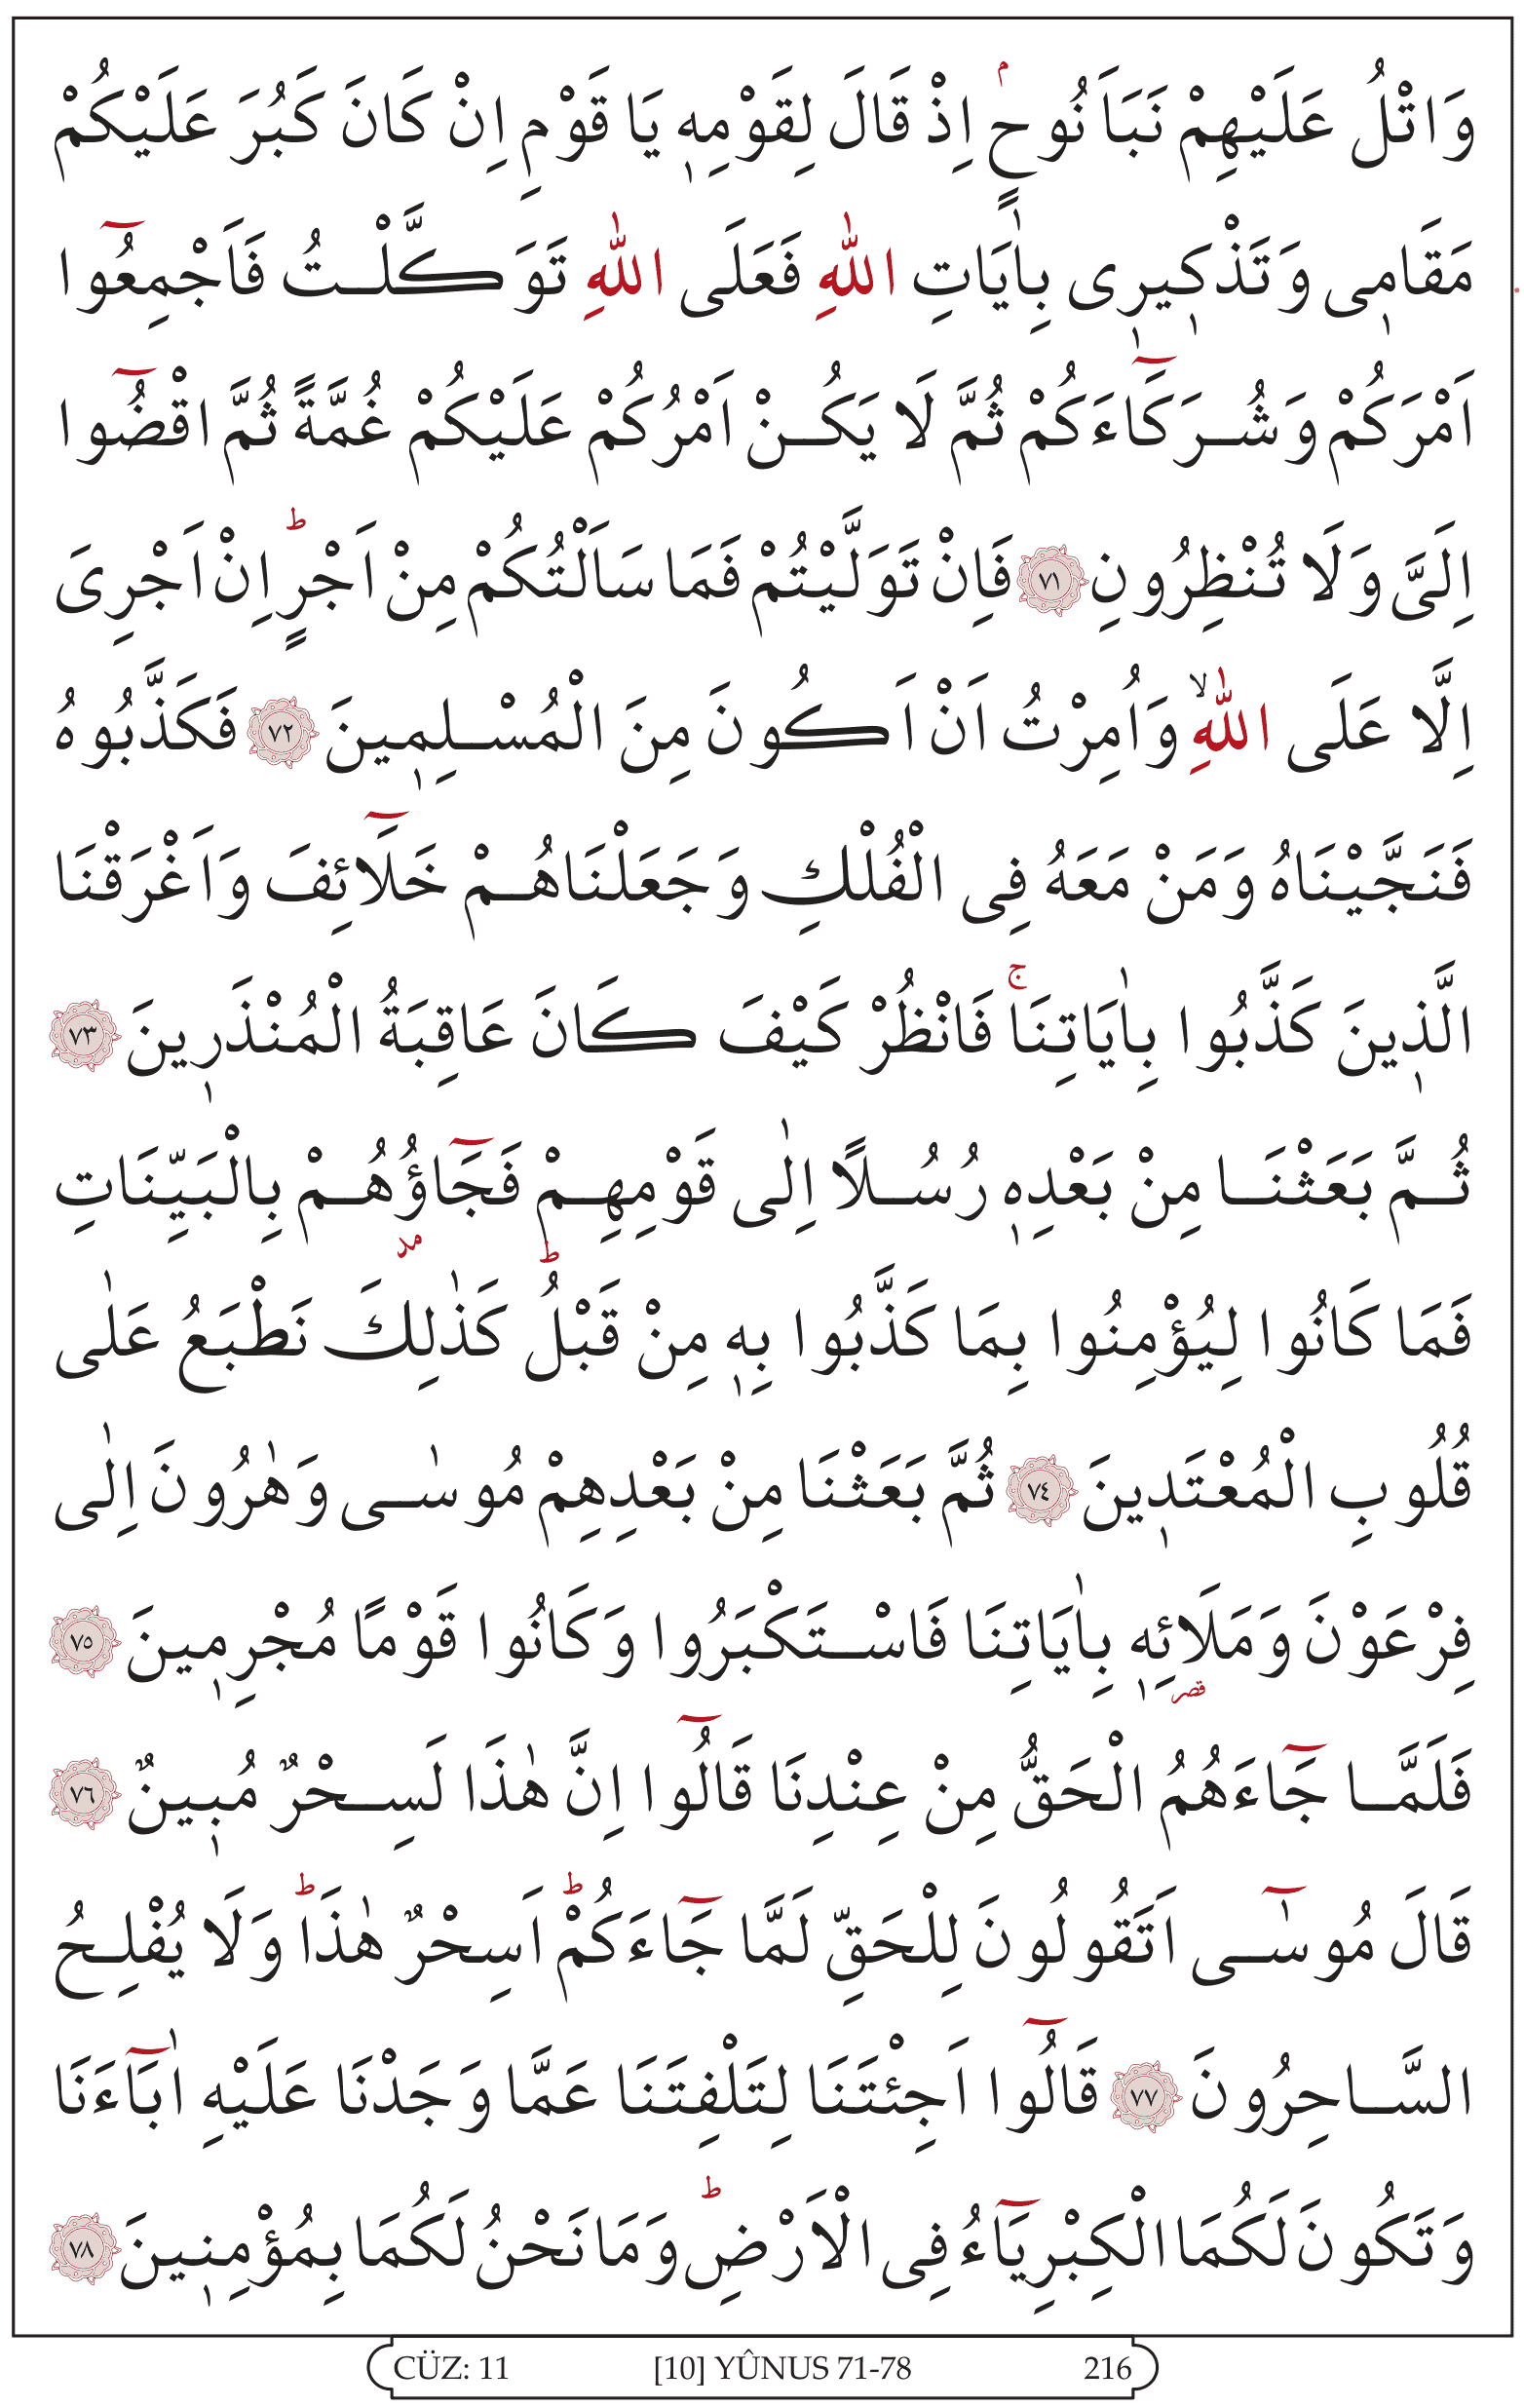 وَاتْلُ عَلَيْهِمْ نَبَاَ نُوحٍۢ اِذْ قَالَ لِقَوْمِه۪ يَا قَوْمِ اِنْ كَانَ كَبُرَ عَلَيْكُمْ
مَقَام۪ى وَتَذْك۪ير۪ى بِاٰيَاتِ اللّٰهِ فَعَلَى اللّٰهِ تَوَكَّلْتُ فَاَجْمِعُٓوا
اَمْرَكُمْ وَشُرَكَٓاءَكُمْ ثُمَّ لَا يَكُنْ اَمْرُكُمْ عَلَيْكُمْ غُمَّةً ثُمَّ اقْضُٓوا
اِلَىَّ وَلَا تُنْظِرُونِ ﴿٧١﴾ فَاِنْ تَوَلَّيْتُمْ فَمَا سَاَلْتُكُمْ مِنْ اَجْرٍۜ اِنْ اَجْرِىَ
اِلَّا عَلَى اللّٰهِۙ وَاُمِرْتُ اَنْ اَكُونَ مِنَ الْمُسْلِم۪ينَ ﴿٧٢﴾ فَكَذَّبُوهُ
فَنَجَّيْنَاهُ وَمَنْ مَعَهُ فِى الْفُلْكِ وَجَعَلْنَاهُمْ خَلَٓائِفَ وَاَغْرَقْنَا
الَّذ۪ينَ كَذَّبُوا بِاٰيَاتِنَاۚ فَانْظُرْ كَيْفَ كَانَ عَاقِبَةُ الْمُنْذَر۪ينَ ﴿٧٣﴾
ثُمَّ بَعَثْنَا مِنْ بَعْدِه۪ رُسُلًا اِلٰى قَوْمِهِمْ فَجَٓاؤُ۫هُمْ بِالْبَيِّنَاتِ
فَمَا كَانُوا لِيُؤْمِنُوا بِمَا كَذَّبُوا بِه۪ مِنْ قَبْلُۜ كَذٰلِكَ نَطْبَعُ عَلٰى
قُلُوبِ الْمُعْتَد۪ينَ ﴿٧٤﴾ ثُمَّ بَعَثْنَا مِنْ بَعْدِهِمْ مُوسٰى وَهٰرُونَ اِلٰى
فِرْعَوْنَ وَمَلَا۬ئِه۪ بِاٰيَاتِنَا فَاسْتَكْبَرُوا وَكَانُوا قَوْمًا مُجْرِم۪ينَ ﴿٧٥﴾
فَلَمَّا جَٓاءَهُمُ الْحَقُّ مِنْ عِنْدِنَا قَالُٓوا اِنَّ هٰذَا لَسِحْرٌ مُب۪ينٌ ﴿٧٦﴾
قَالَ مُوسٰٓى اَتَقُولُونَ لِلْحَقِّ لَمَّا جَٓاءَكُمْۜ اَسِحْرٌ هٰذَاۜ وَلَا يُفْلِحُ
السَّاحِرُونَ ﴿٧٧﴾ قَالُٓوا اَجِئْتَنَا لِتَلْفِتَنَا عَمَّا وَجَدْنَا عَلَيْهِ اٰبَٓاءَنَا
وَتَكُونَ لَكُمَا الْكِبْرِيَٓاءُ فِى الْاَرْضِۜ وَمَا نَحْنُ لَكُمَا بِمُؤْمِن۪ينَ ﴿٧٨﴾
CÜZ: 11 [10] YÛNUS 71-78 216